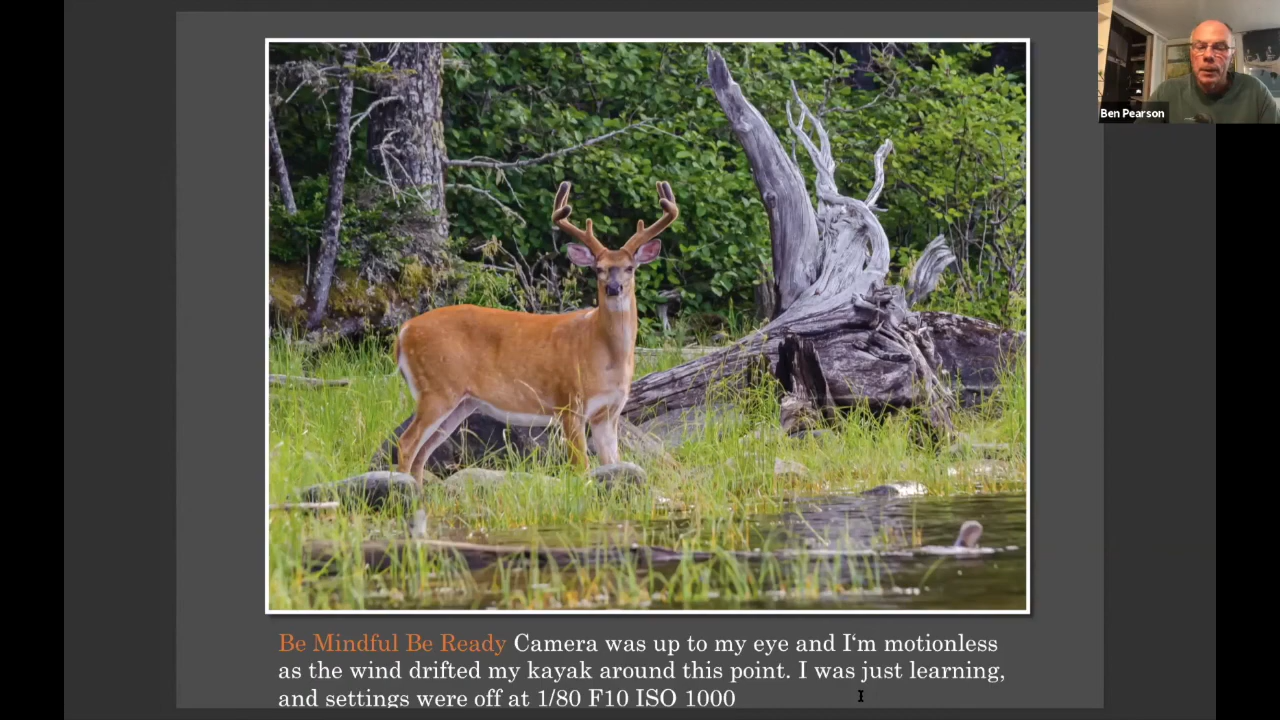 Ben Pearson
Be Mindful Be Ready Camera was up to my eye and I‘m motionless
as the wind drifted my kayak around this point. I was just learning,
and settings were off at 1/80 F10 ISO 1000